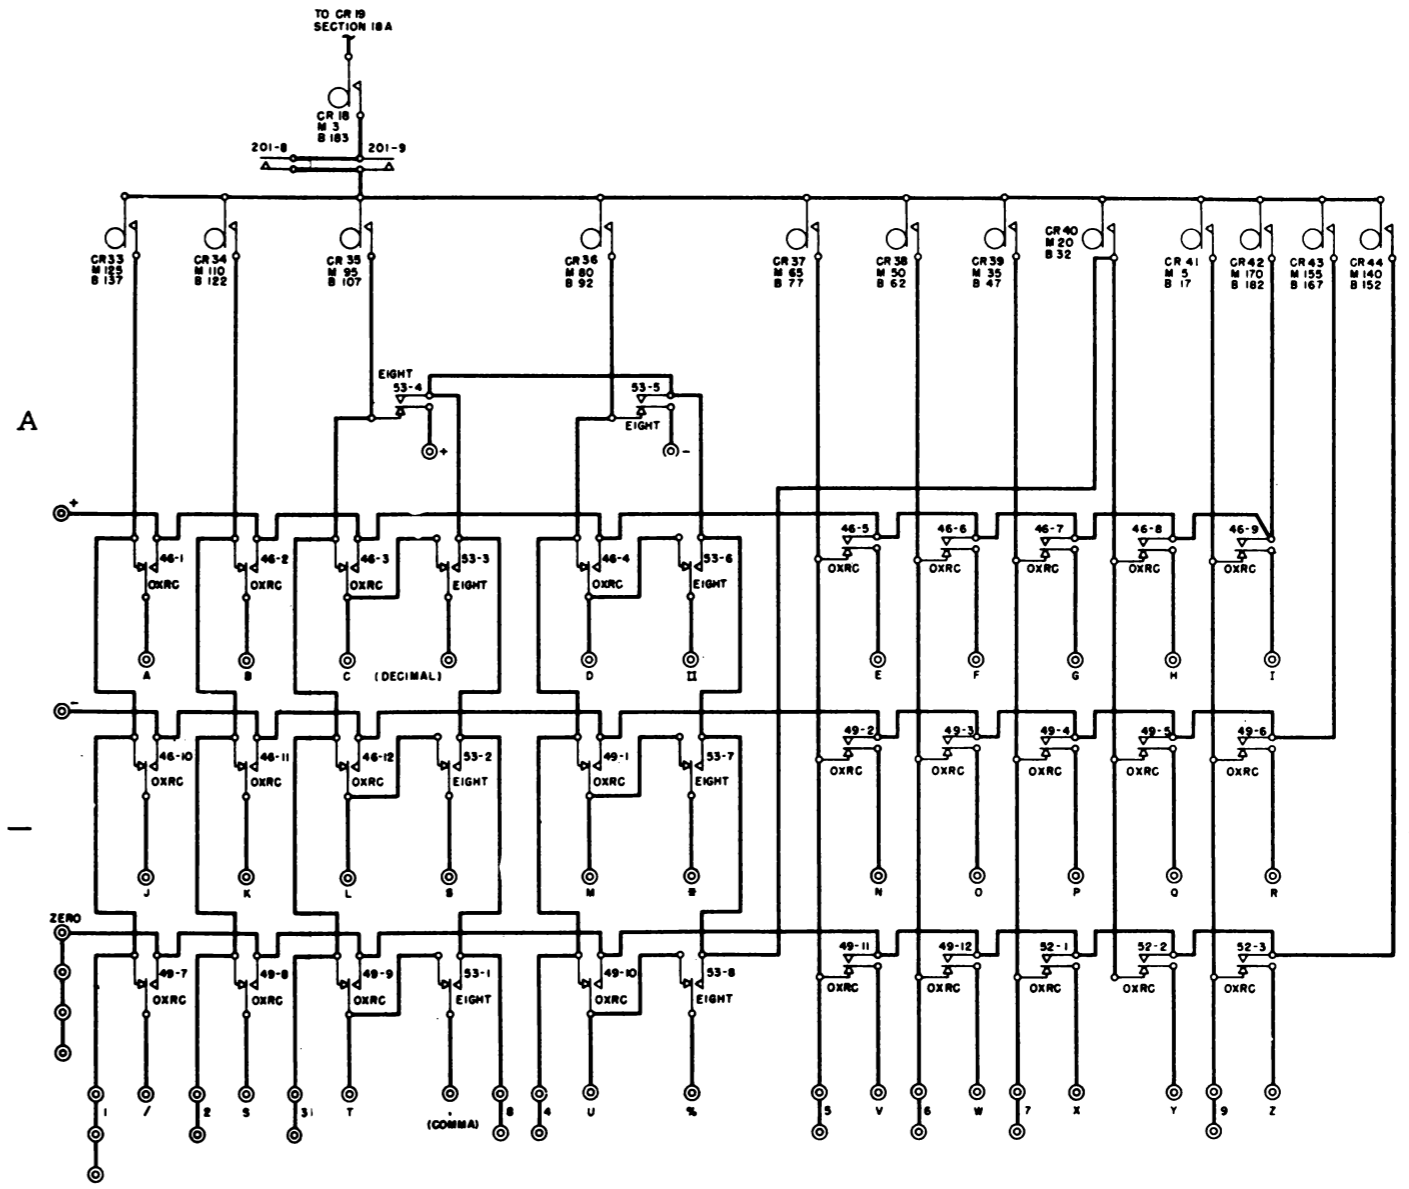 TO CR 19
SECTION 18A
CR 18
M 3
B 183
201-8
201-9
CR 33
M 125
B 137
CR 34
M 110
B 122
CR 35
M 95
B 107
CR 36
M 80
B 92
CR 37
M 65
B 77
CR 38
M 50
B 62
CR 39
M 35
B 47
CR 40
M 20
B 32
CR 41
M 5
B 17
CR 42
M 170
B 182
CR 43
M 155
B 167
CR 44
M 140
B 152
EIGHT
53-4
53-5
EIGHT
A
+
-
+
46-1
OXRC
46-2
OXRC
46-3
OXRC
53-3
EIGHT
46-4
OXRC
53-6
EIGHT
46-5
OXRC
46-6
OXRC
46-7
OXRC
46-8
OXRC
46-9
OXRC
A
B
C
(DECIMAL)
D
II
E
F
G
H
I
-
46-10
OXRC
46-11
OXRC
46-12
OXRC
53-2
EIGHT
49-1
OXRC
53-7
EIGHT
49-2
OXRC
49-3
OXRC
49-4
OXRC
49-5
OXRC
49-6
OXRC
J
K
L
$
M
N
O
P
Q
R
ZERO
49-7
OXRC
49-8
OXRC
49-9
OXRC
53-1
EIGHT
49-10
OXRC
53-8
EIGHT
49-11
OXRC
49-12
OXRC
52-1
OXRC
52-2
OXRC
52-3
OXRC
1
/
2
S
3
T
,
(COMMA)
8
4
U
%
5
V
6
W
7
X
Y
9
Z